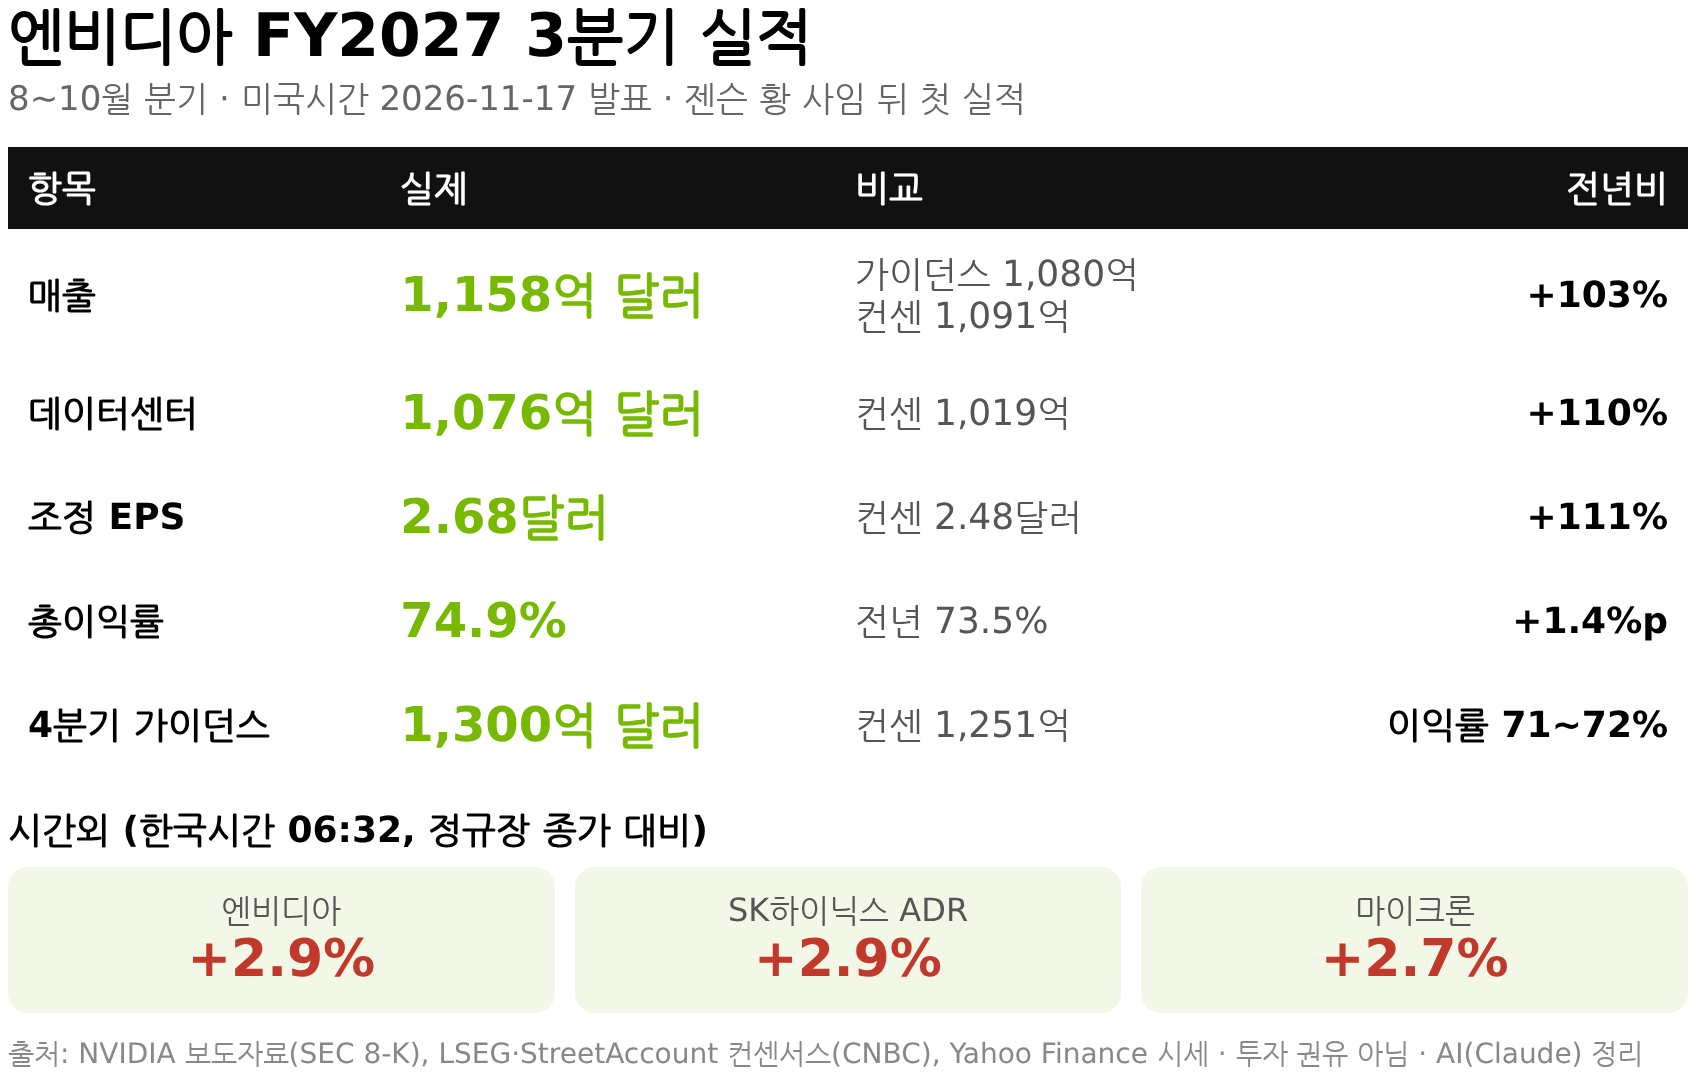 엔비디아 FY2027 3분기 실적
8~10월 분기 · 미국시간 2026-11-17 발표 · 젠슨 황 사임 뒤 첫 실적
항목 실제 비교 전년비
매출 1,158억 달러 가이던스 1,080억 +103%
컨센 1,091억
데이터센터 1,076억 달러 컨센 1,019억 +110%
조정 EPS 2.68달러 컨센 2.48달러 +111%
총이익률 74.9% 전년 73.5% +1.4%p
4분기 가이던스 1,300억 달러 컨센 1,251억 이익률 71~72%
시간외 (한국시간 06:32, 정규장 종가 대비)
엔비디아 SK하이닉스 ADR 마이크론
+2.9% +2.9% +2.7%
출처: NVIDIA 보도자료(SEC 8-K), LSEG·StreetAccount 컨센서스(CNBC), Yahoo Finance 시세 · 투자 권유 아님 · AI(Claude) 정리